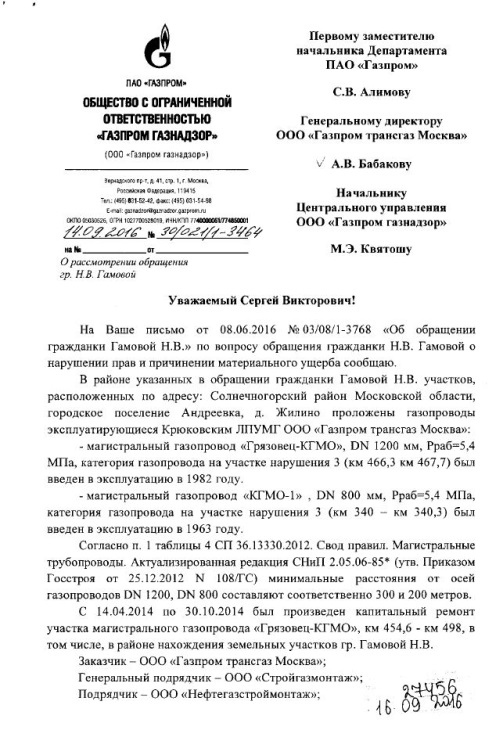 ПАО «ГАЗПРОМ»
ОБЩЕСТВО С ОГРАНИЧЕННОЙ
ОТВЕТСТВЕННОСТЬЮ
«ГАЗПРОМ ГАЗНАДЗОР»
(ООО «Газпром газнадзор»)
Вернадского пр-т, д. 41, стр. 1, г. Москва,
Российская Федерация, 119415
Тел.: (495) 631-52-42, факс: (495) 631-54-98
E-mail: gaznadzor@gaznadzor.gazprom.ru
14.09.2016 № 30/021/1-3464
на № от
О рассмотрении обращения
гр. Н.В. Гамовой
Первому заместителю
начальника Департамента
ПАО «Газпром»
С.В. Алимову
Генеральному директору
ООО «Газпром трансгаз Москва»
✓ А.В. Бабакову
Начальнику
Центрального управления
ООО «Газпром газнадзор»
М.Э. Квятошу
Уважаемый Сергей Викторович!
На Ваше письмо от 08.06.2016 № 03/08/1-3768 «Об обращении
гражданки Гамовой Н.В.» по вопросу обращения гражданки Н.В. Гамовой о
нарушении прав и причинении материального ущерба сообщаю.
В районе указанных в обращении гражданки Гамовой Н.В. участков,
расположенных по адресу: Солнечногорский район Московской области,
городское поселение Андреевка, д. Жилино проложены газопроводы
эксплуатирующиеся Крюковским ЛПУМГ ООО «Газпром трансгаз Москва»:
- магистральный газопровод «Грязовец-КГМО», DN 1200 мм, Рраб=5,4
МПа, категория газопровода на участке нарушения 3 (км 466,3 км 467,7) был
введен в эксплуатацию в 1982 году.
- магистральный газопровод «КГМО-1» , DN 800 мм, Рраб=5,4 МПа,
категория газопровода на участке нарушения 3 (км 340 – км 340,3) был
введен в эксплуатацию в 1963 году.
Согласно п. 1 таблицы 4 СП 36.13330.2012. Свод правил. Магистральные
трубопроводы. Актуализированная редакция СНиП 2.05.06-85* (утв. Приказом
Госстроя от 25.12.2012 N 108/ГС) минимальные расстояния от осей
газопроводов DN 1200, DN 800 составляют соответственно 300 и 200 метров.
С 14.04.2014 по 30.10.2014 был произведен капитальный ремонт
участка магистрального газопровода «Грязовец-КГМО», км 454,6 - км 498, в
том числе, в районе нахождения земельных участков гр. Гамовой Н.В.
Заказчик – ООО «Газпром трансгаз Москва»;
Генеральный подрядчик – ООО «Стройгазмонтаж»;
Подрядчик – ООО «Нефтегазстроймонтаж»;
27456
16 09 2016